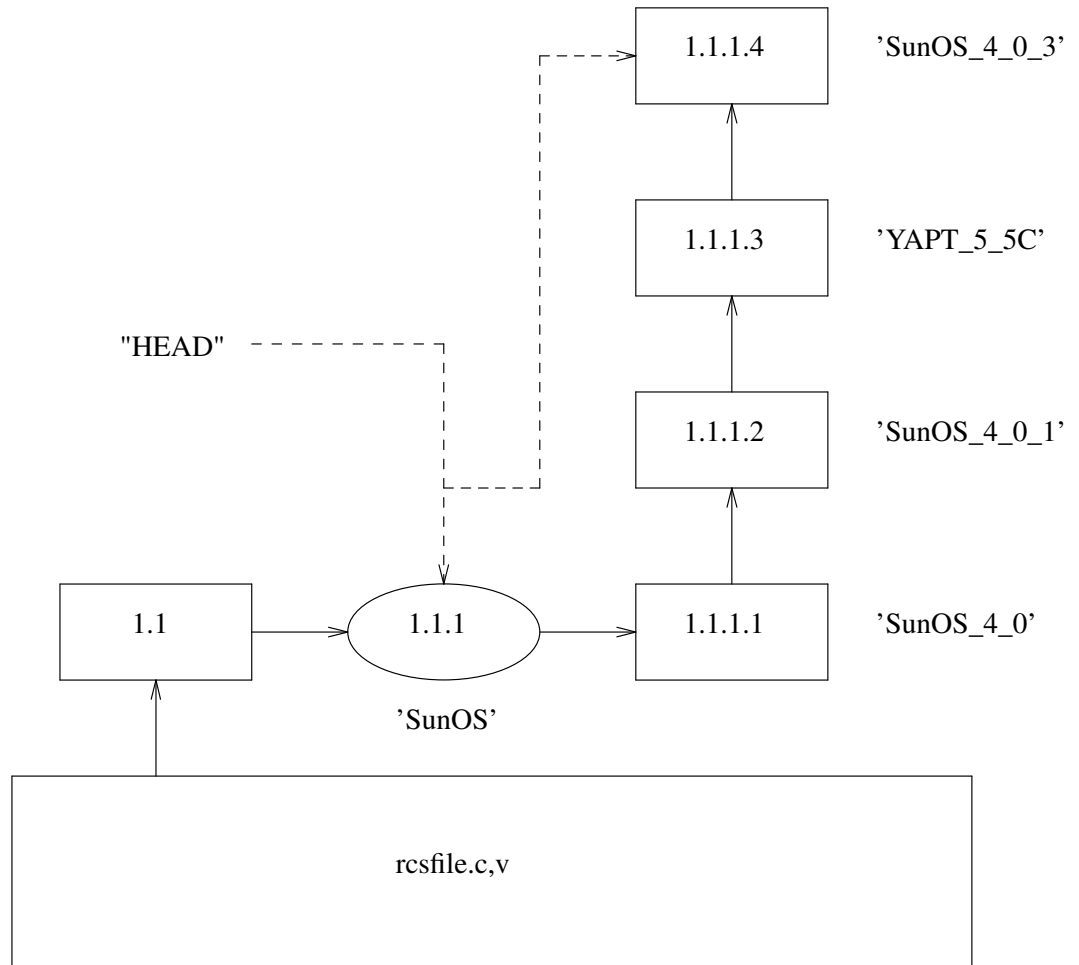 1.1.1.4 ’SunOS_4_0_3’
1.1.1.3 ’YAPT_5_5C’
"HEAD"
1.1.1.2 ’SunOS_4_0_1’
1.1 1.1.1 1.1.1.1 ’SunOS_4_0’
’SunOS’
rcsfile.c,v